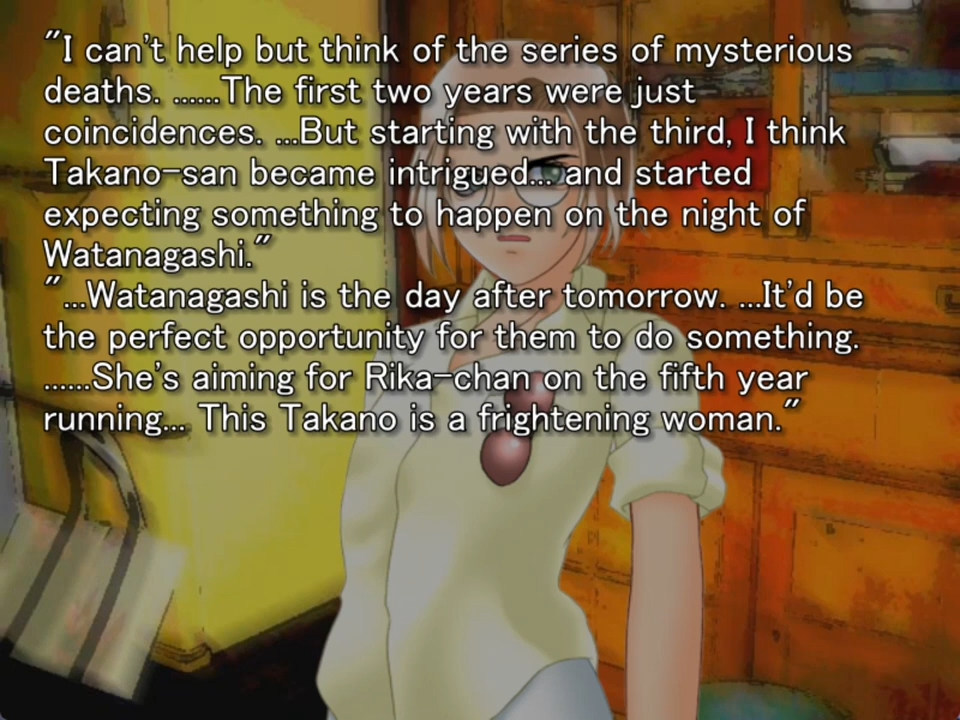 "I can't help but think of the series of mysterious
deaths. ......The first two years were just
coincidences. ...But starting with the third, I think
Takano-san became intrigued... and started
expecting something to happen on the night of
Watanagashi."
"...Watanagashi is the day after tomorrow. ...It'd be
the perfect opportunity for them to do something.
......She's aiming for Rika-chan on the fifth year
running... This Takano is a frightening woman."